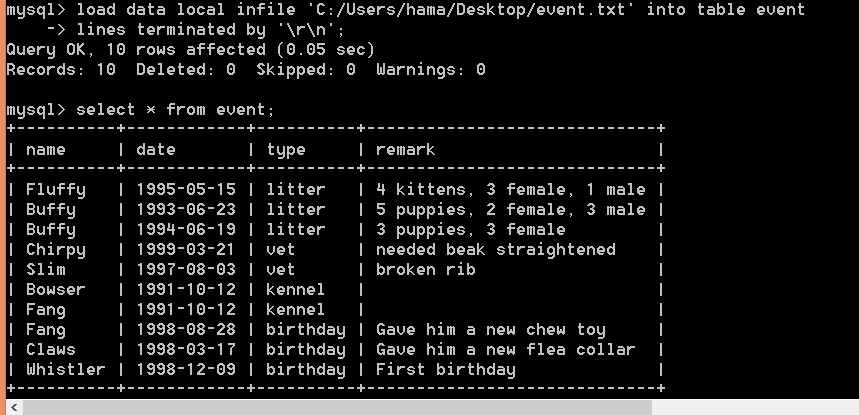 mysql> load data local infile 'C:/Users/hama/Desktop/event.txt' into table event
    -> lines terminated by '\r\n';
Query OK, 10 rows affected (0.05 sec)
Records: 10  Deleted: 0  Skipped: 0  Warnings: 0

mysql> select * from event;
+----------+------------+----------+-----------------------------+
| name     | date       | type     | remark                      |
+----------+------------+----------+-----------------------------+
| Fluffy   | 1995-05-15 | litter   | 4 kittens, 3 female, 1 male |
| Buffy    | 1993-06-23 | litter   | 5 puppies, 2 female, 3 male |
| Buffy    | 1994-06-19 | litter   | 3 puppies, 3 female         |
| Chirpy   | 1999-03-21 | vet      | needed beak straightened    |
| Slim     | 1997-08-03 | vet      | broken rib                  |
| Bowser   | 1991-10-12 | kennel   |                             |
| Fang     | 1991-10-12 | kennel   |                             |
| Fang     | 1998-08-28 | birthday | Gave him a new chew toy     |
| Claws    | 1998-03-17 | birthday | Gave him a new flea collar  |
| Whistler | 1998-12-09 | birthday | First birthday              |
+----------+------------+----------+-----------------------------+